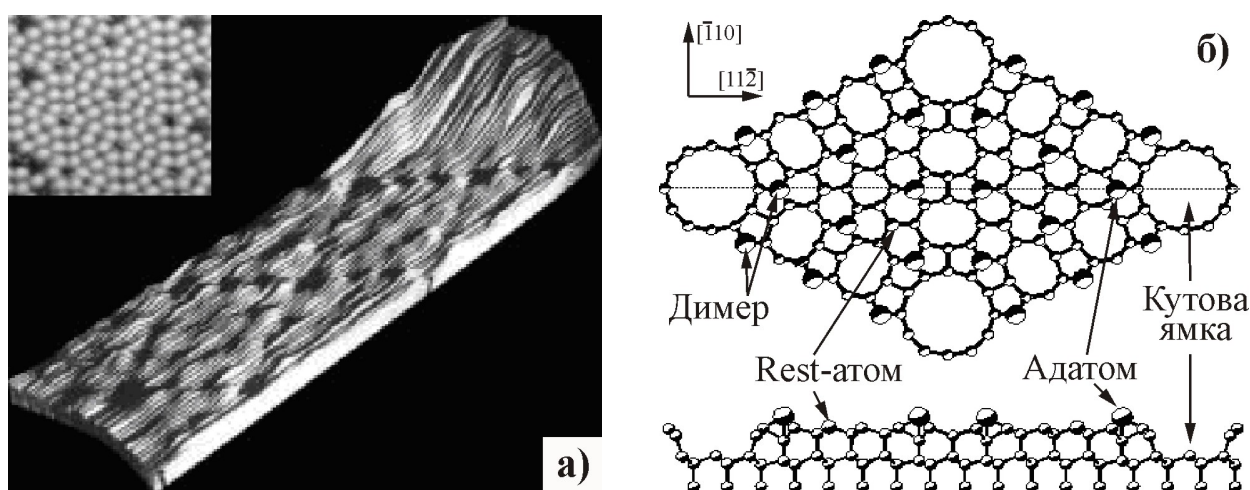 а)
б)
[1̄10]
[112̄]
Димер
Rest-атом
Адатом
Кутова
ямка